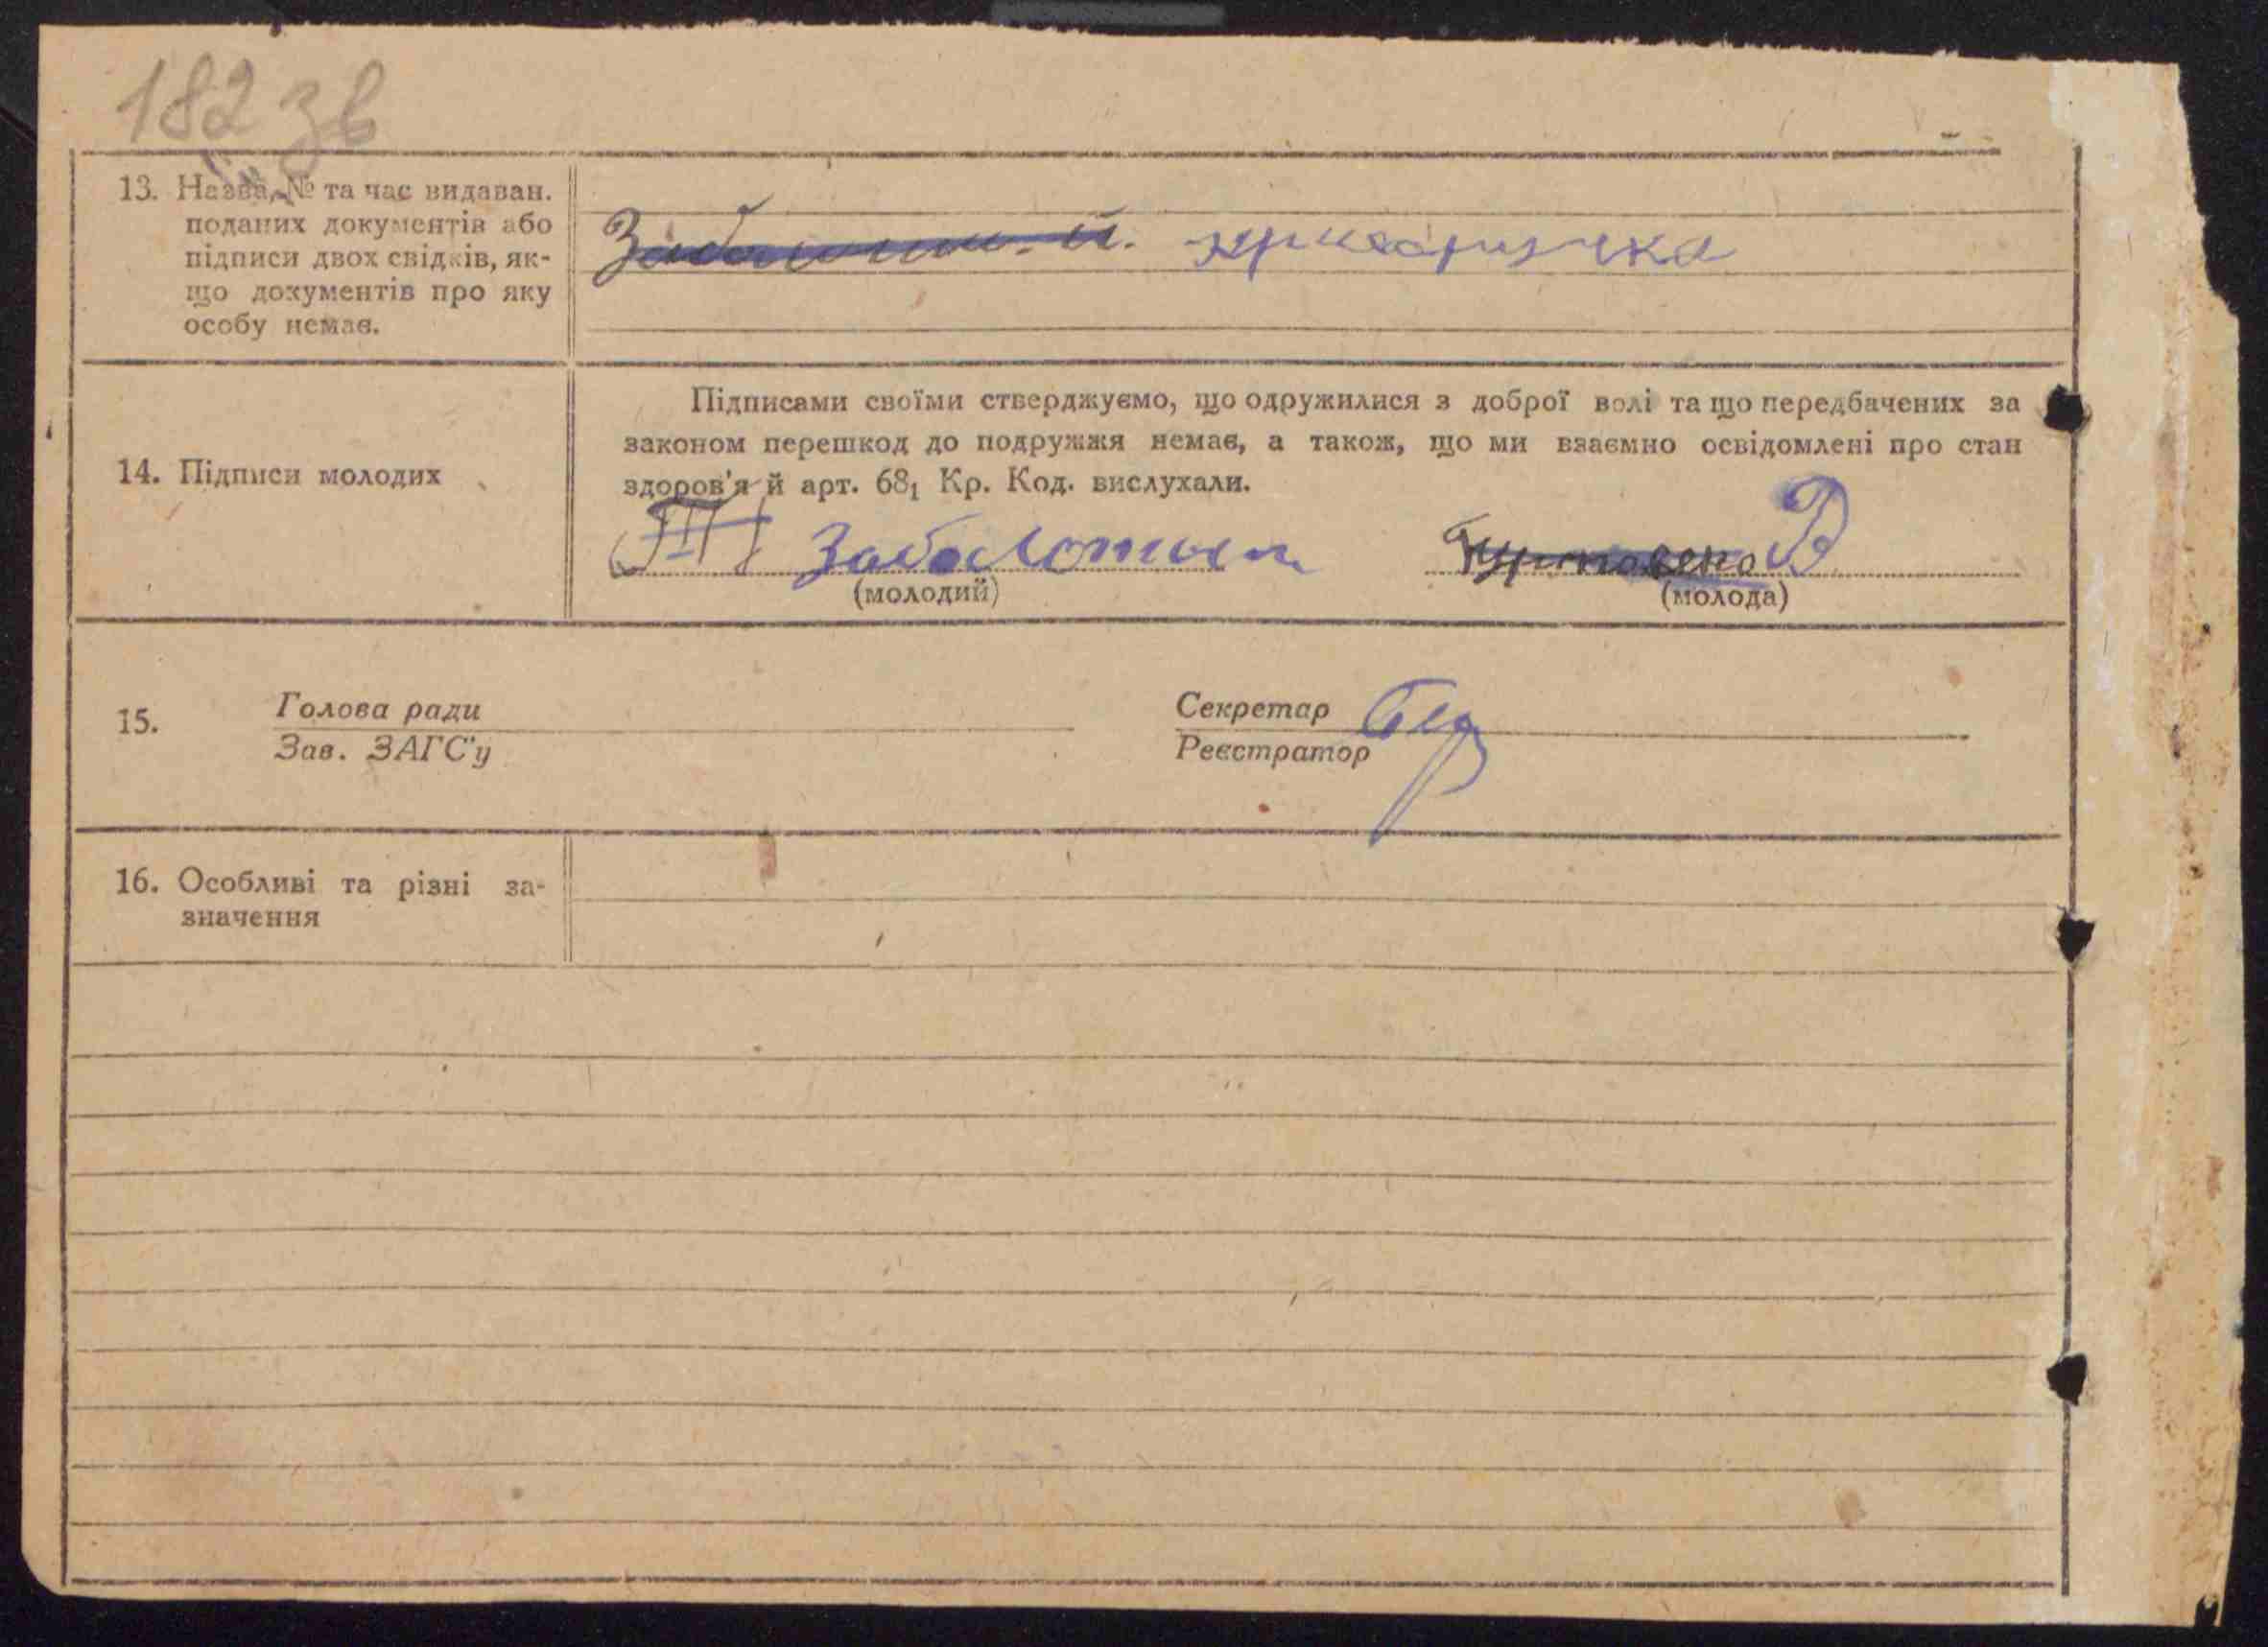 182 зв
13. Назва, № та час видаван.
поданих документів або
підписи двох свідків, як-
що документів про яку
особу немає.
14. Підписи молодих
Підписами своїми стверджуємо, що одружилися з доброї волі та що передбачених за
законом перешкод до подружжя немає, а також, що ми взаємно освідомлені про стан
здоров'я й арт. 68₁ Кр. Код. вислухали.
Заболотний
(молодий)
(молода)
15.
Голова ради
Зав. ЗАГС'у
Секретар
Реєстратор
16. Особливі та різні за-
значення